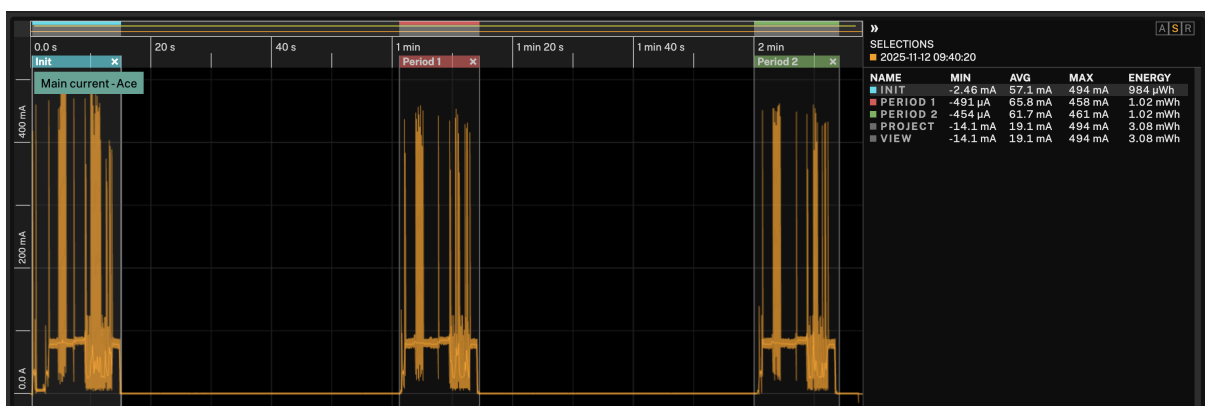 »
A S R
SELECTIONS
2025-11-12 09:40:20
0.0 s 20 s 40 s 1 min 1 min 20 s 1 min 40 s 2 min
Init × Period 1 × Period 2 ×
Main current - Ace
400 mA
200 mA
0.0 A
NAME MIN AVG MAX ENERGY
INIT -2.46 mA 57.1 mA 494 mA 984 µWh
PERIOD 1 -491 µA 65.8 mA 458 mA 1.02 mWh
PERIOD 2 -454 µA 61.7 mA 461 mA 1.02 mWh
PROJECT -14.1 mA 19.1 mA 494 mA 3.08 mWh
VIEW -14.1 mA 19.1 mA 494 mA 3.08 mWh